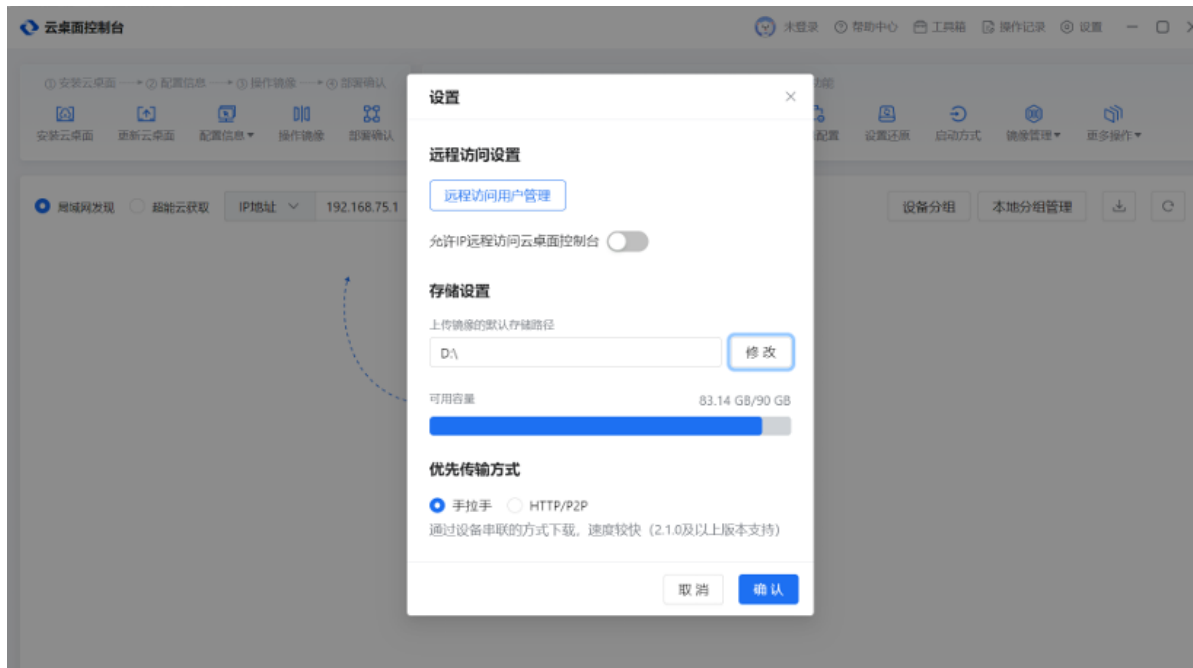 云桌面控制台 未登录 帮助中心 工具箱 操作记录 设置
① 安装云桌面 ② 配置信息 ③ 操作镜像 ④ 部署确认
安装云桌面 更新云桌面 配置信息 操作镜像 部署确认 配置 设置还原 启动方式 镜像管理 更多操作
局域网发现 超能云获取 IP地址 192.168.75.1 设备分组 本地分组管理
设置
远程访问设置
远程访问用户管理
允许IP远程访问云桌面控制台
存储设置
上传镜像的默认存储路径
D:\ 修改
可用容量 83.14 GB/90 GB
优先传输方式
手拉手 HTTP/P2P
通过设备串联的方式下载，速度较快（2.1.0及以上版本支持）
取消 确认